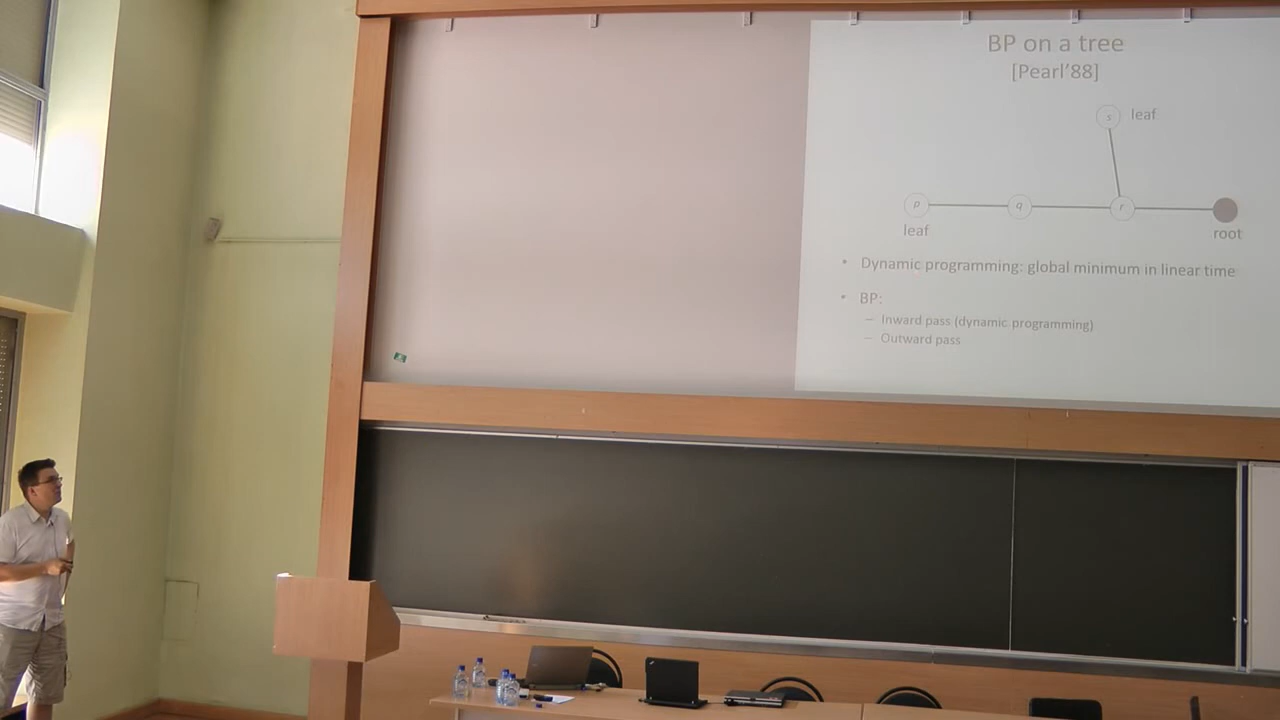 BP on a tree
[Pearl'88]
s leaf
p q r
leaf root
• Dynamic programming: global minimum in linear time
• BP:
– Inward pass (dynamic programming)
– Outward pass